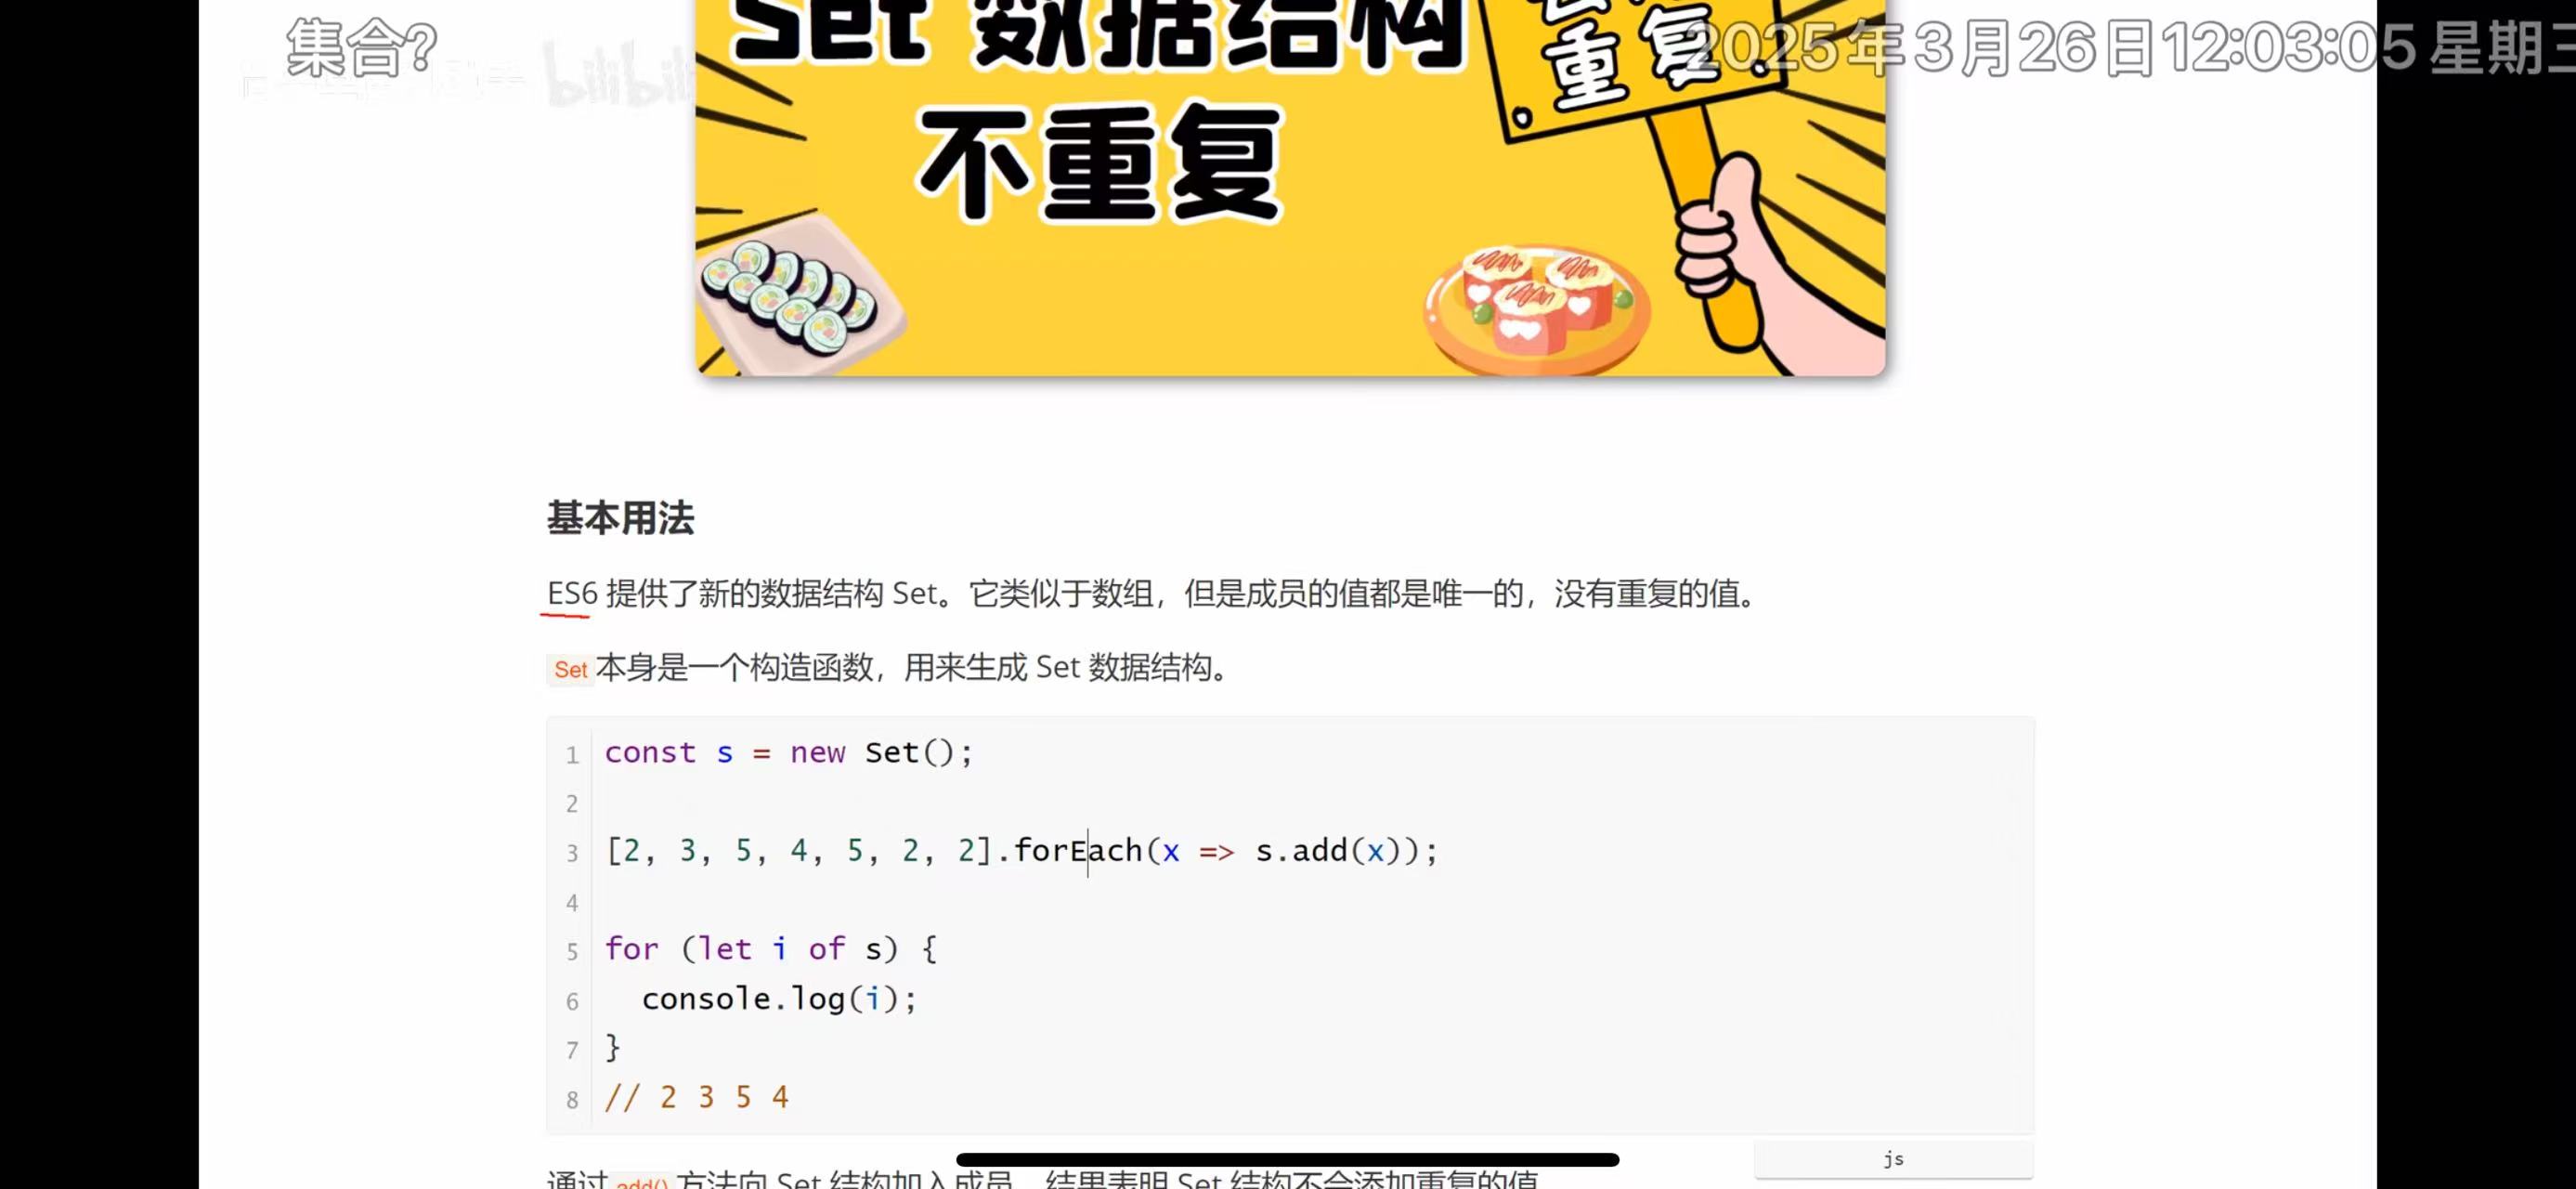 集合?
2025年3月26日12:03:05 星期三
bilibili
Set 数据结构
不重复
重复
基本用法
ES6 提供了新的数据结构 Set。它类似于数组，但是成员的值都是唯一的，没有重复的值。
Set本身是一个构造函数，用来生成 Set 数据结构。
1 const s = new Set();
2
3 [2, 3, 5, 4, 5, 2, 2].forEach(x => s.add(x));
4
5 for (let i of s) {
6 console.log(i);
7 }
8 // 2 3 5 4
js
通过add()方法向 Set 结构加入成员，结果表明 Set 结构不会添加重复的值